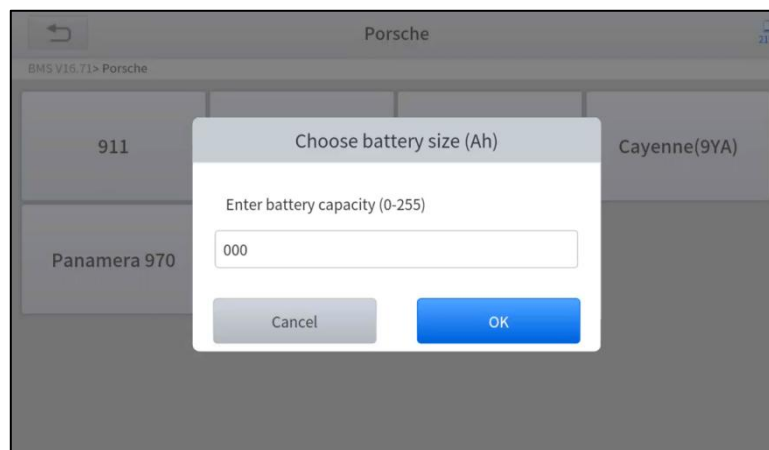 Porsche
21
BMS V16.71> Porsche
911
Cayenne(9YA)
Choose battery size (Ah)
Enter battery capacity (0-255)
000
Panamera 970
Cancel
OK